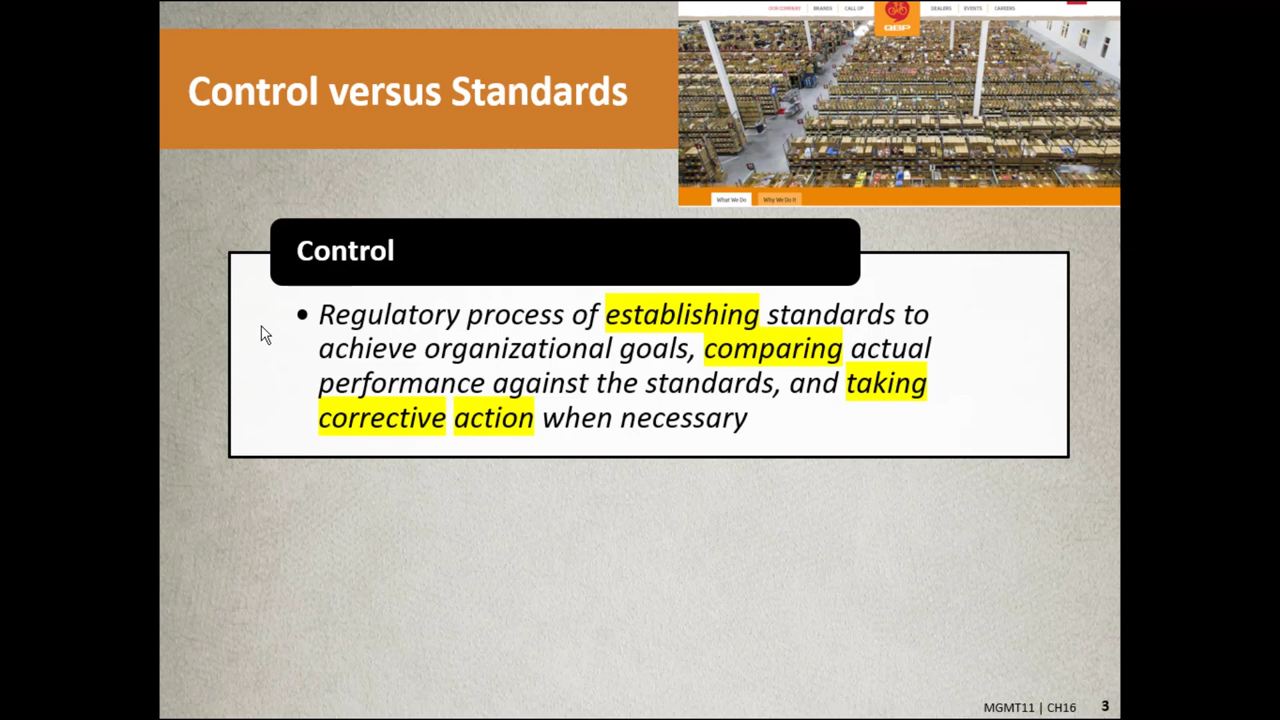 OUR COMPANY BRANDS CALL UP QBP DEALERS EVENTS CAREERS
Control versus Standards
What We Do Why We Do It
Control
• Regulatory process of establishing standards to
achieve organizational goals, comparing actual
performance against the standards, and taking
corrective action when necessary
MGMT11 | CH16 3